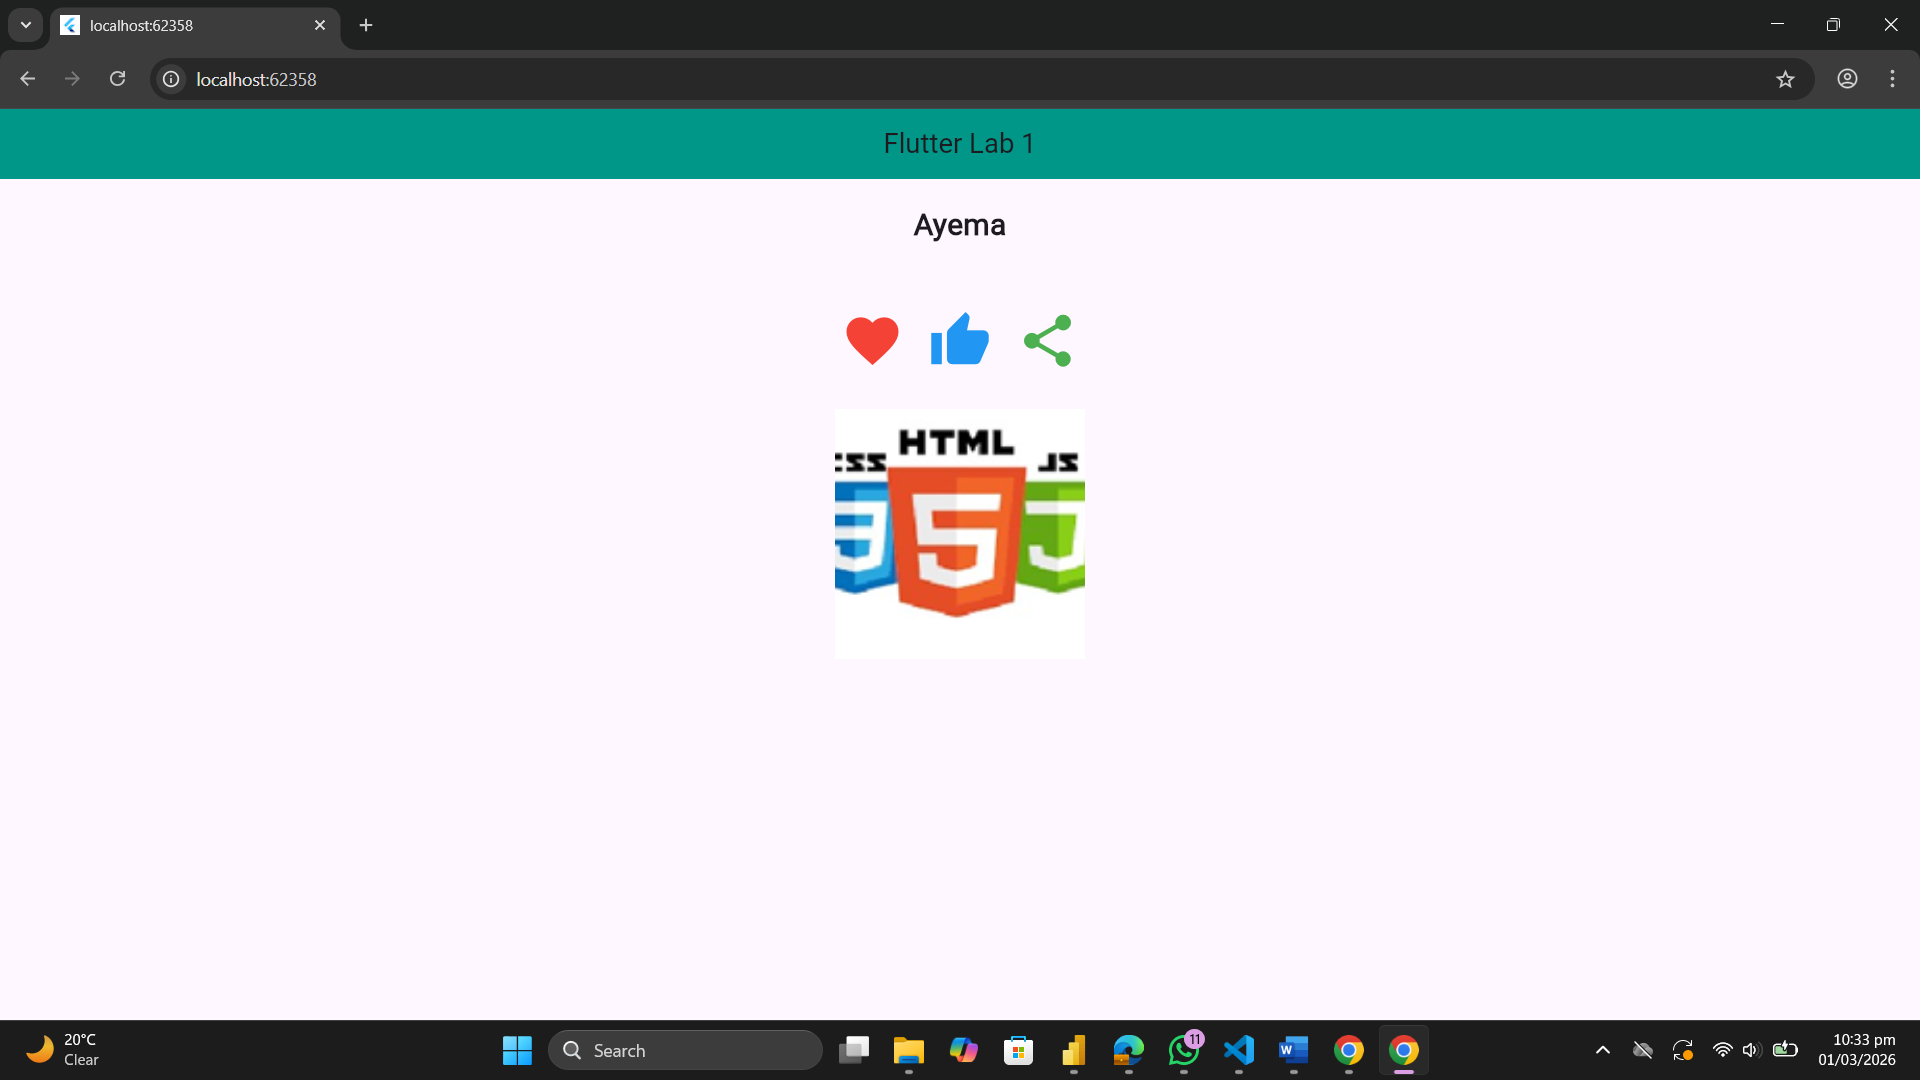 localhost:62358
localhost:62358
Flutter Lab 1
Ayema
HTML
CSS
JS
20°C
Clear
Search
11
10:33 pm
01/03/2026